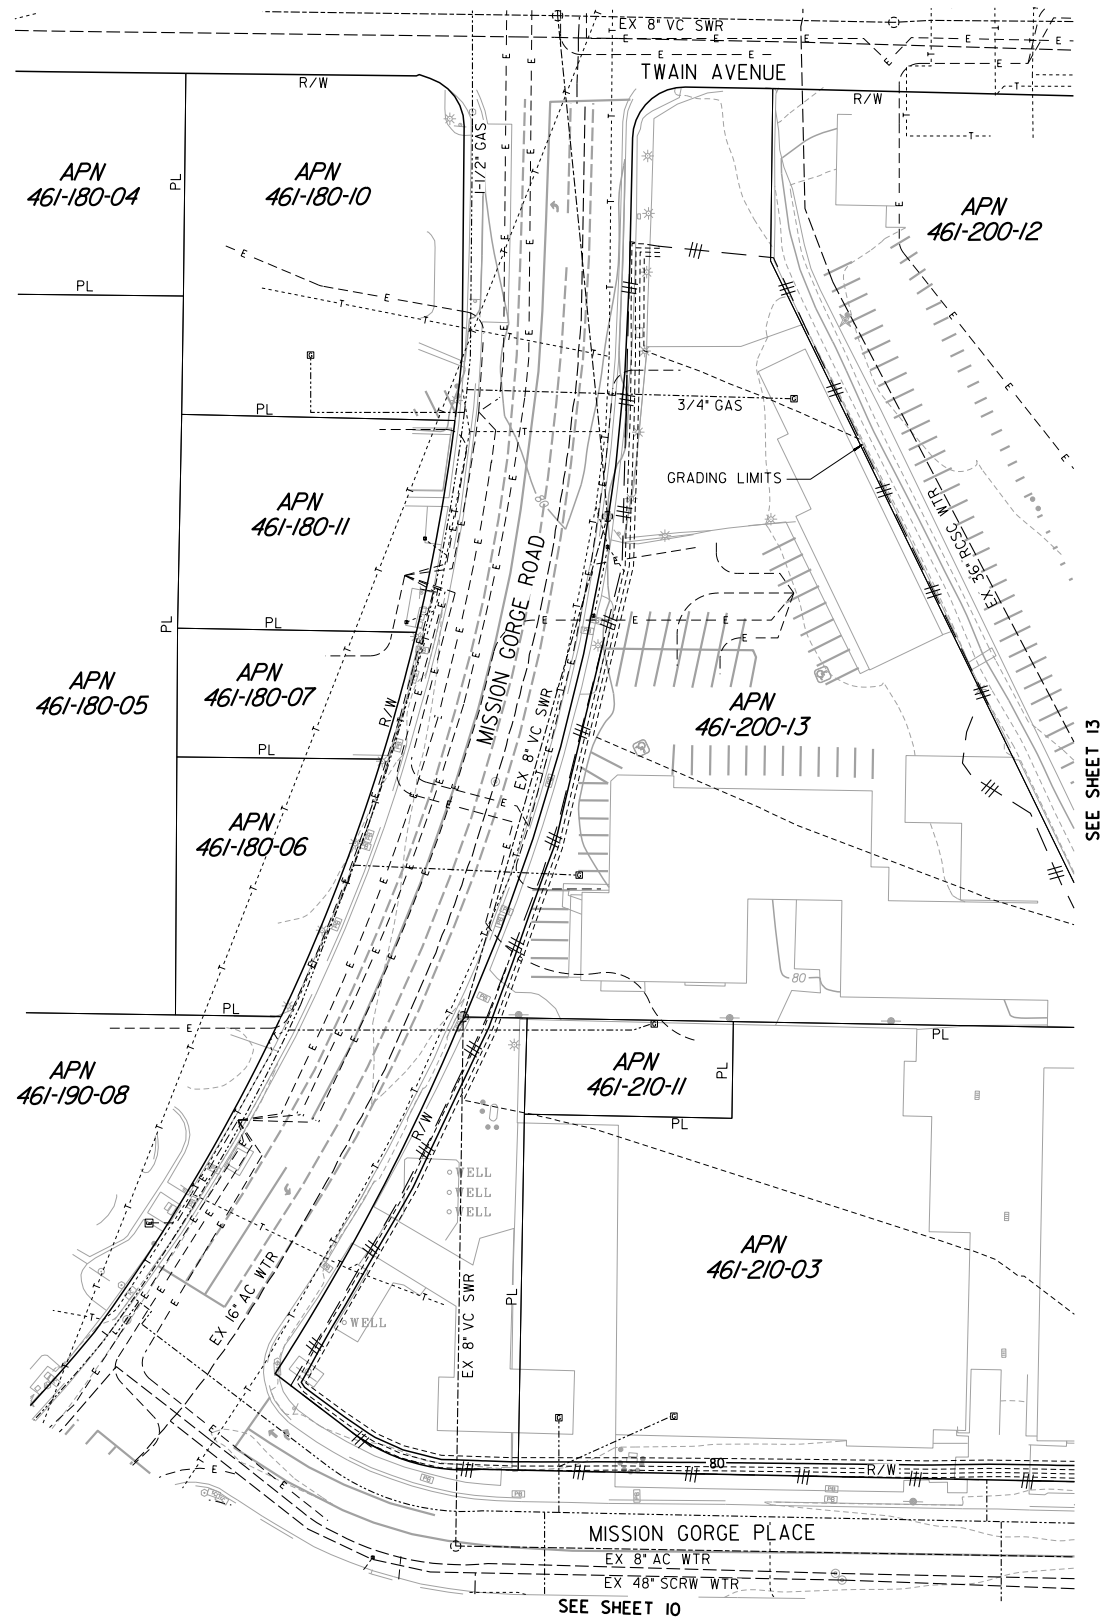 EX 8" VC SWR
TWAIN AVENUE
R/W
R/W
1-1/2" GAS
APN
461-180-04
PL
APN
461-180-10
APN
461-200-12
PL
PL
3/4" GAS
GRADING LIMITS
APN
461-180-11
80
EX 36" RCSC WTR
MISSION GORGE ROAD
PL
PL
APN
461-180-05
APN
461-180-07
R/W
EX 8" VC SWR
APN
461-200-13
SEE SHEET 13
PL
APN
461-180-06
80
PL
PL
APN
461-190-08
APN
461-210-11
PL
PL
R/W
WELL
WELL
WELL
APN
461-210-03
EX 16" AC WTR
EX 8" VC SWR
PL
WELL
80
R/W
MISSION GORGE PLACE
EX 8" AC WTR
EX 48" SCRW WTR
SEE SHEET 10